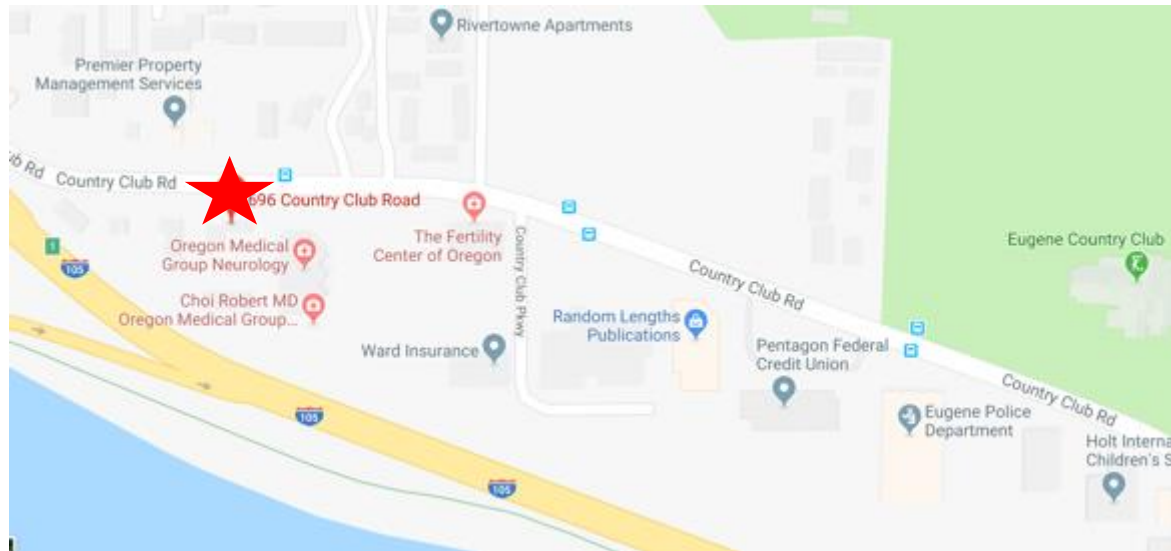 Rivertowne Apartments
Premier Property
Management Services
ub Rd
Country Club Rd
696 Country Club Road
Oregon Medical
Group Neurology
The Fertility
Center of Oregon
Country Club Pkwy
Eugene Country Club
1
105
Choi Robert MD
Oregon Medical Group...
Country Club Rd
Random Lengths
Publications
Ward Insurance
Pentagon Federal
Credit Union
Country Club Rd
105
Eugene Police
Department
Holt Interna
Children's S
105